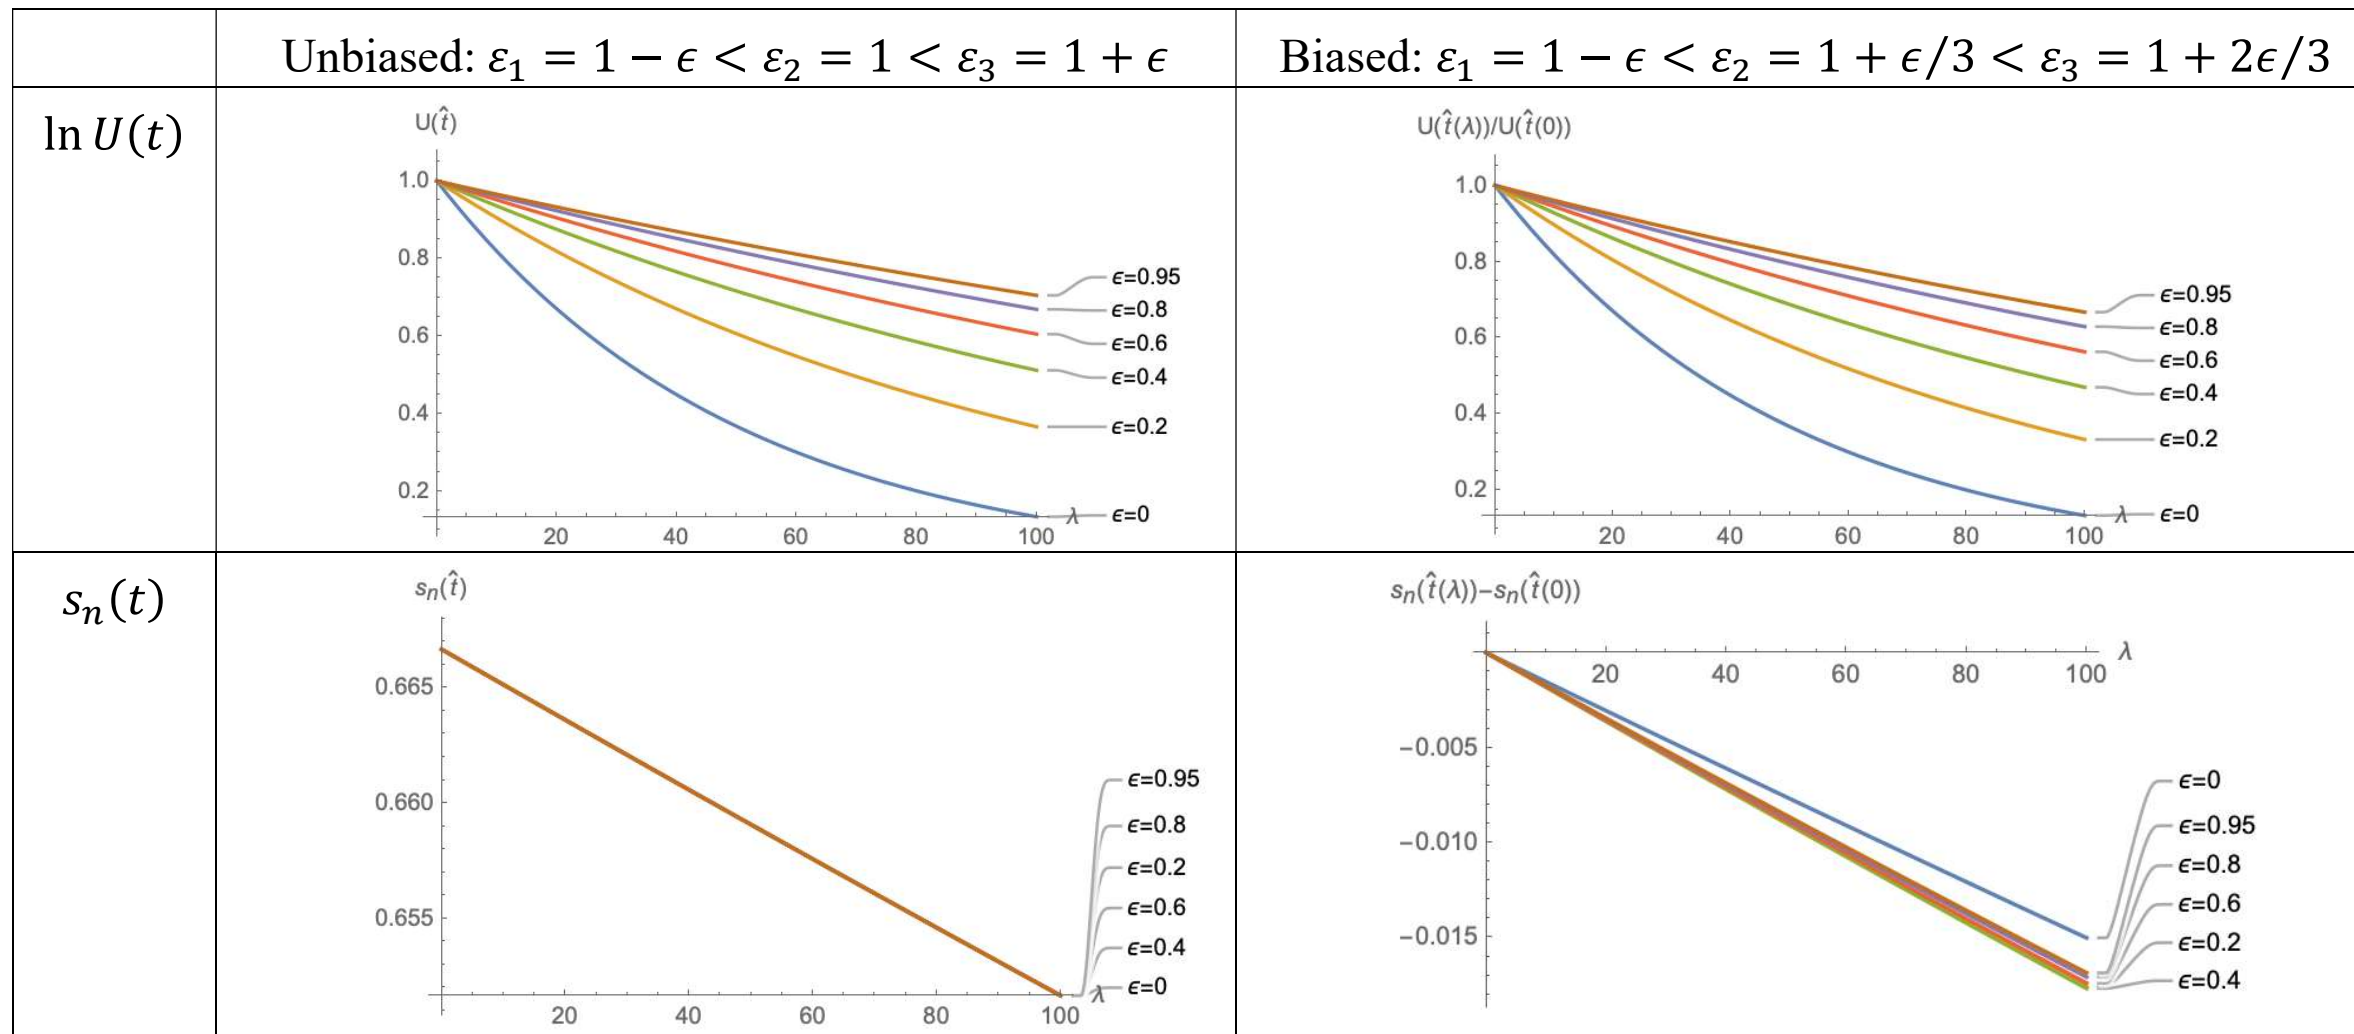 Unbiased: ε₁ = 1 − ϵ < ε₂ = 1 < ε₃ = 1 + ϵ
Biased: ε₁ = 1 − ϵ < ε₂ = 1 + ϵ/3 < ε₃ = 1 + 2ϵ/3
ln U(t)
U(t̂)
1.0
0.8
0.6
0.4
0.2
20 40 60 80 100
λ
ϵ=0.95
ϵ=0.8
ϵ=0.6
ϵ=0.4
ϵ=0.2
ϵ=0
U(t̂(λ))/U(t̂(0))
1.0
0.8
0.6
0.4
0.2
20 40 60 80 100
λ
ϵ=0.95
ϵ=0.8
ϵ=0.6
ϵ=0.4
ϵ=0.2
ϵ=0
sₙ(t)
sₙ(t̂)
0.665
0.660
0.655
20 40 60 80 100
λ
ϵ=0.95
ϵ=0.8
ϵ=0.2
ϵ=0.6
ϵ=0.4
ϵ=0
sₙ(t̂(λ))−sₙ(t̂(0))
λ
20 40 60 80 100
−0.005
−0.010
−0.015
ϵ=0
ϵ=0.95
ϵ=0.8
ϵ=0.6
ϵ=0.2
ϵ=0.4